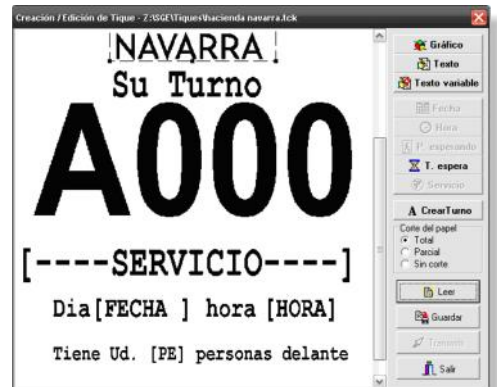 Creación / Edición de Tique - Z:\SGE\Tiques\hacienda navarra.tck
NAVARRA
Su Turno
A000
[----SERVICIO----]
Dia[FECHA ] hora [HORA]
Tiene Ud. [PE] personas delante
Gráfico
Texto
Texto variable
Fecha
Hora
P. esperando
T. espera
Servicio
A CrearTurno
Corte del papel
Total
Parcial
Sin corte
Leer
Guardar
Transmitir
Salir